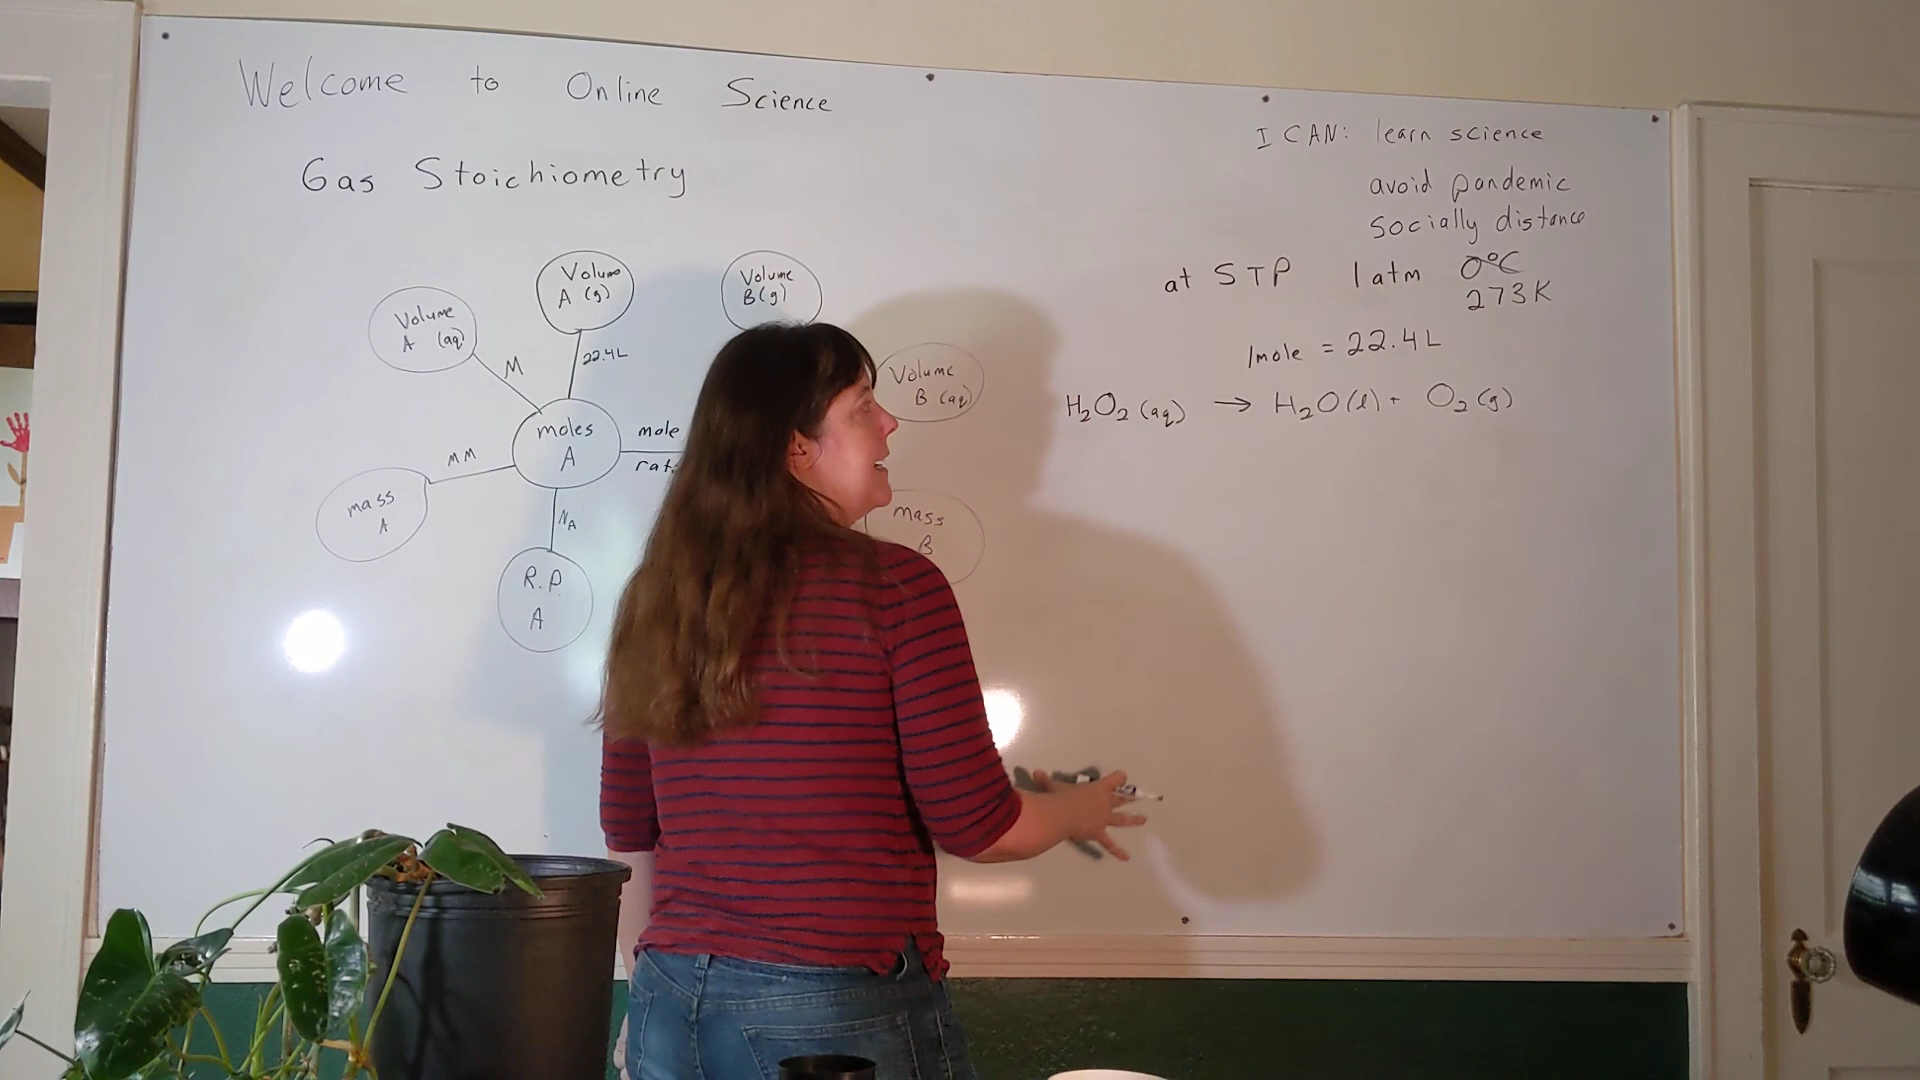 Welcome to Online Science
Gas Stoichiometry
I CAN: learn science
avoid pandemic
socially distance
at STP 1 atm 0°C
273K
1mole = 22.4L
H₂O₂ (aq) → H₂O(l) + O₂(g)
Volume
A (aq)
Volume
A (g)
Volume
B(g)
Volume
B (aq)
M
22.4L
moles
A
mole
MM
mass
A
NA
R.P.
A
mass
B